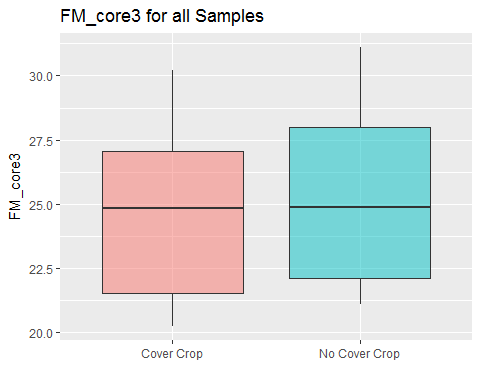 FM_core3 for all Samples
30.0
27.5
25.0
22.5
20.0
FM_core3
Cover Crop
No Cover Crop